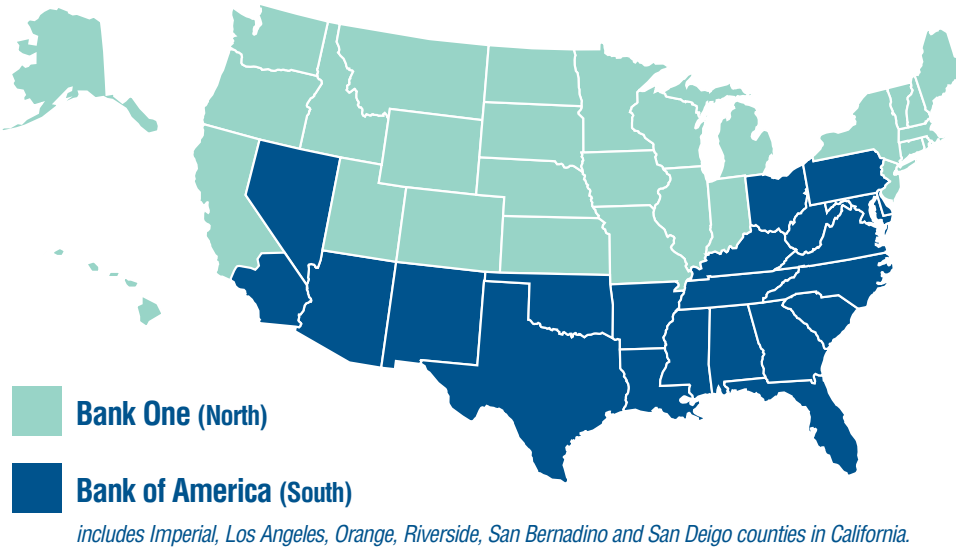 Bank One (North)
Bank of America (South)
includes Imperial, Los Angeles, Orange, Riverside, San Bernadino and San Deigo counties in California.